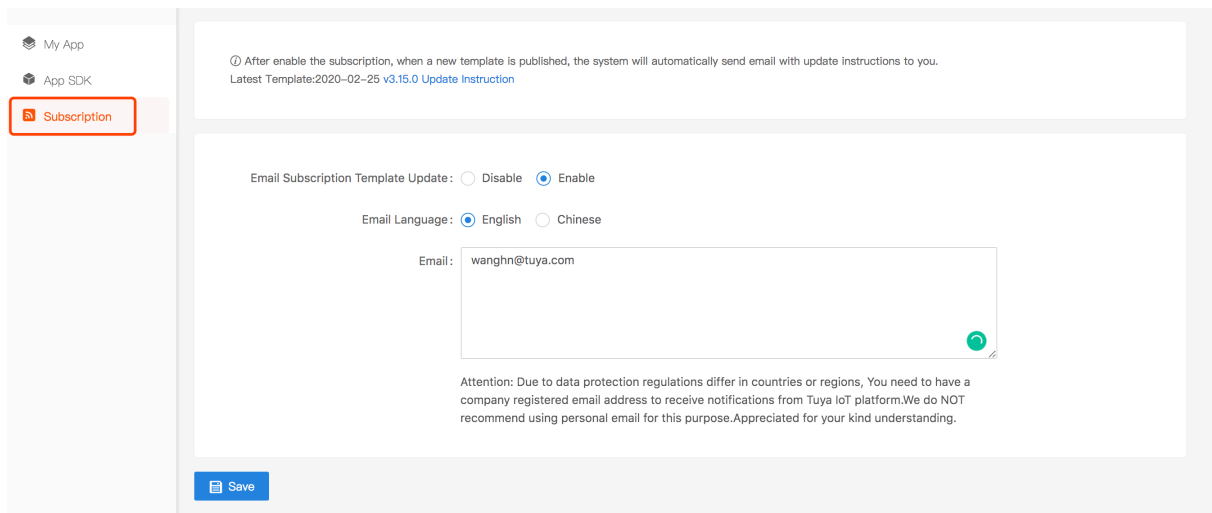 My App
App SDK
Subscription
After enable the subscription, when a new template is published, the system will automatically send email with update instructions to you.
Latest Template:2020-02-25 v3.15.0 Update Instruction
Email Subscription Template Update: Disable Enable
Email Language: English Chinese
Email: wanghn@tuya.com
Attention: Due to data protection regulations differ in countries or regions, You need to have a
company registered email address to receive notifications from Tuya IoT platform.We do NOT
recommend using personal email for this purpose.Appreciated for your kind understanding.
Save